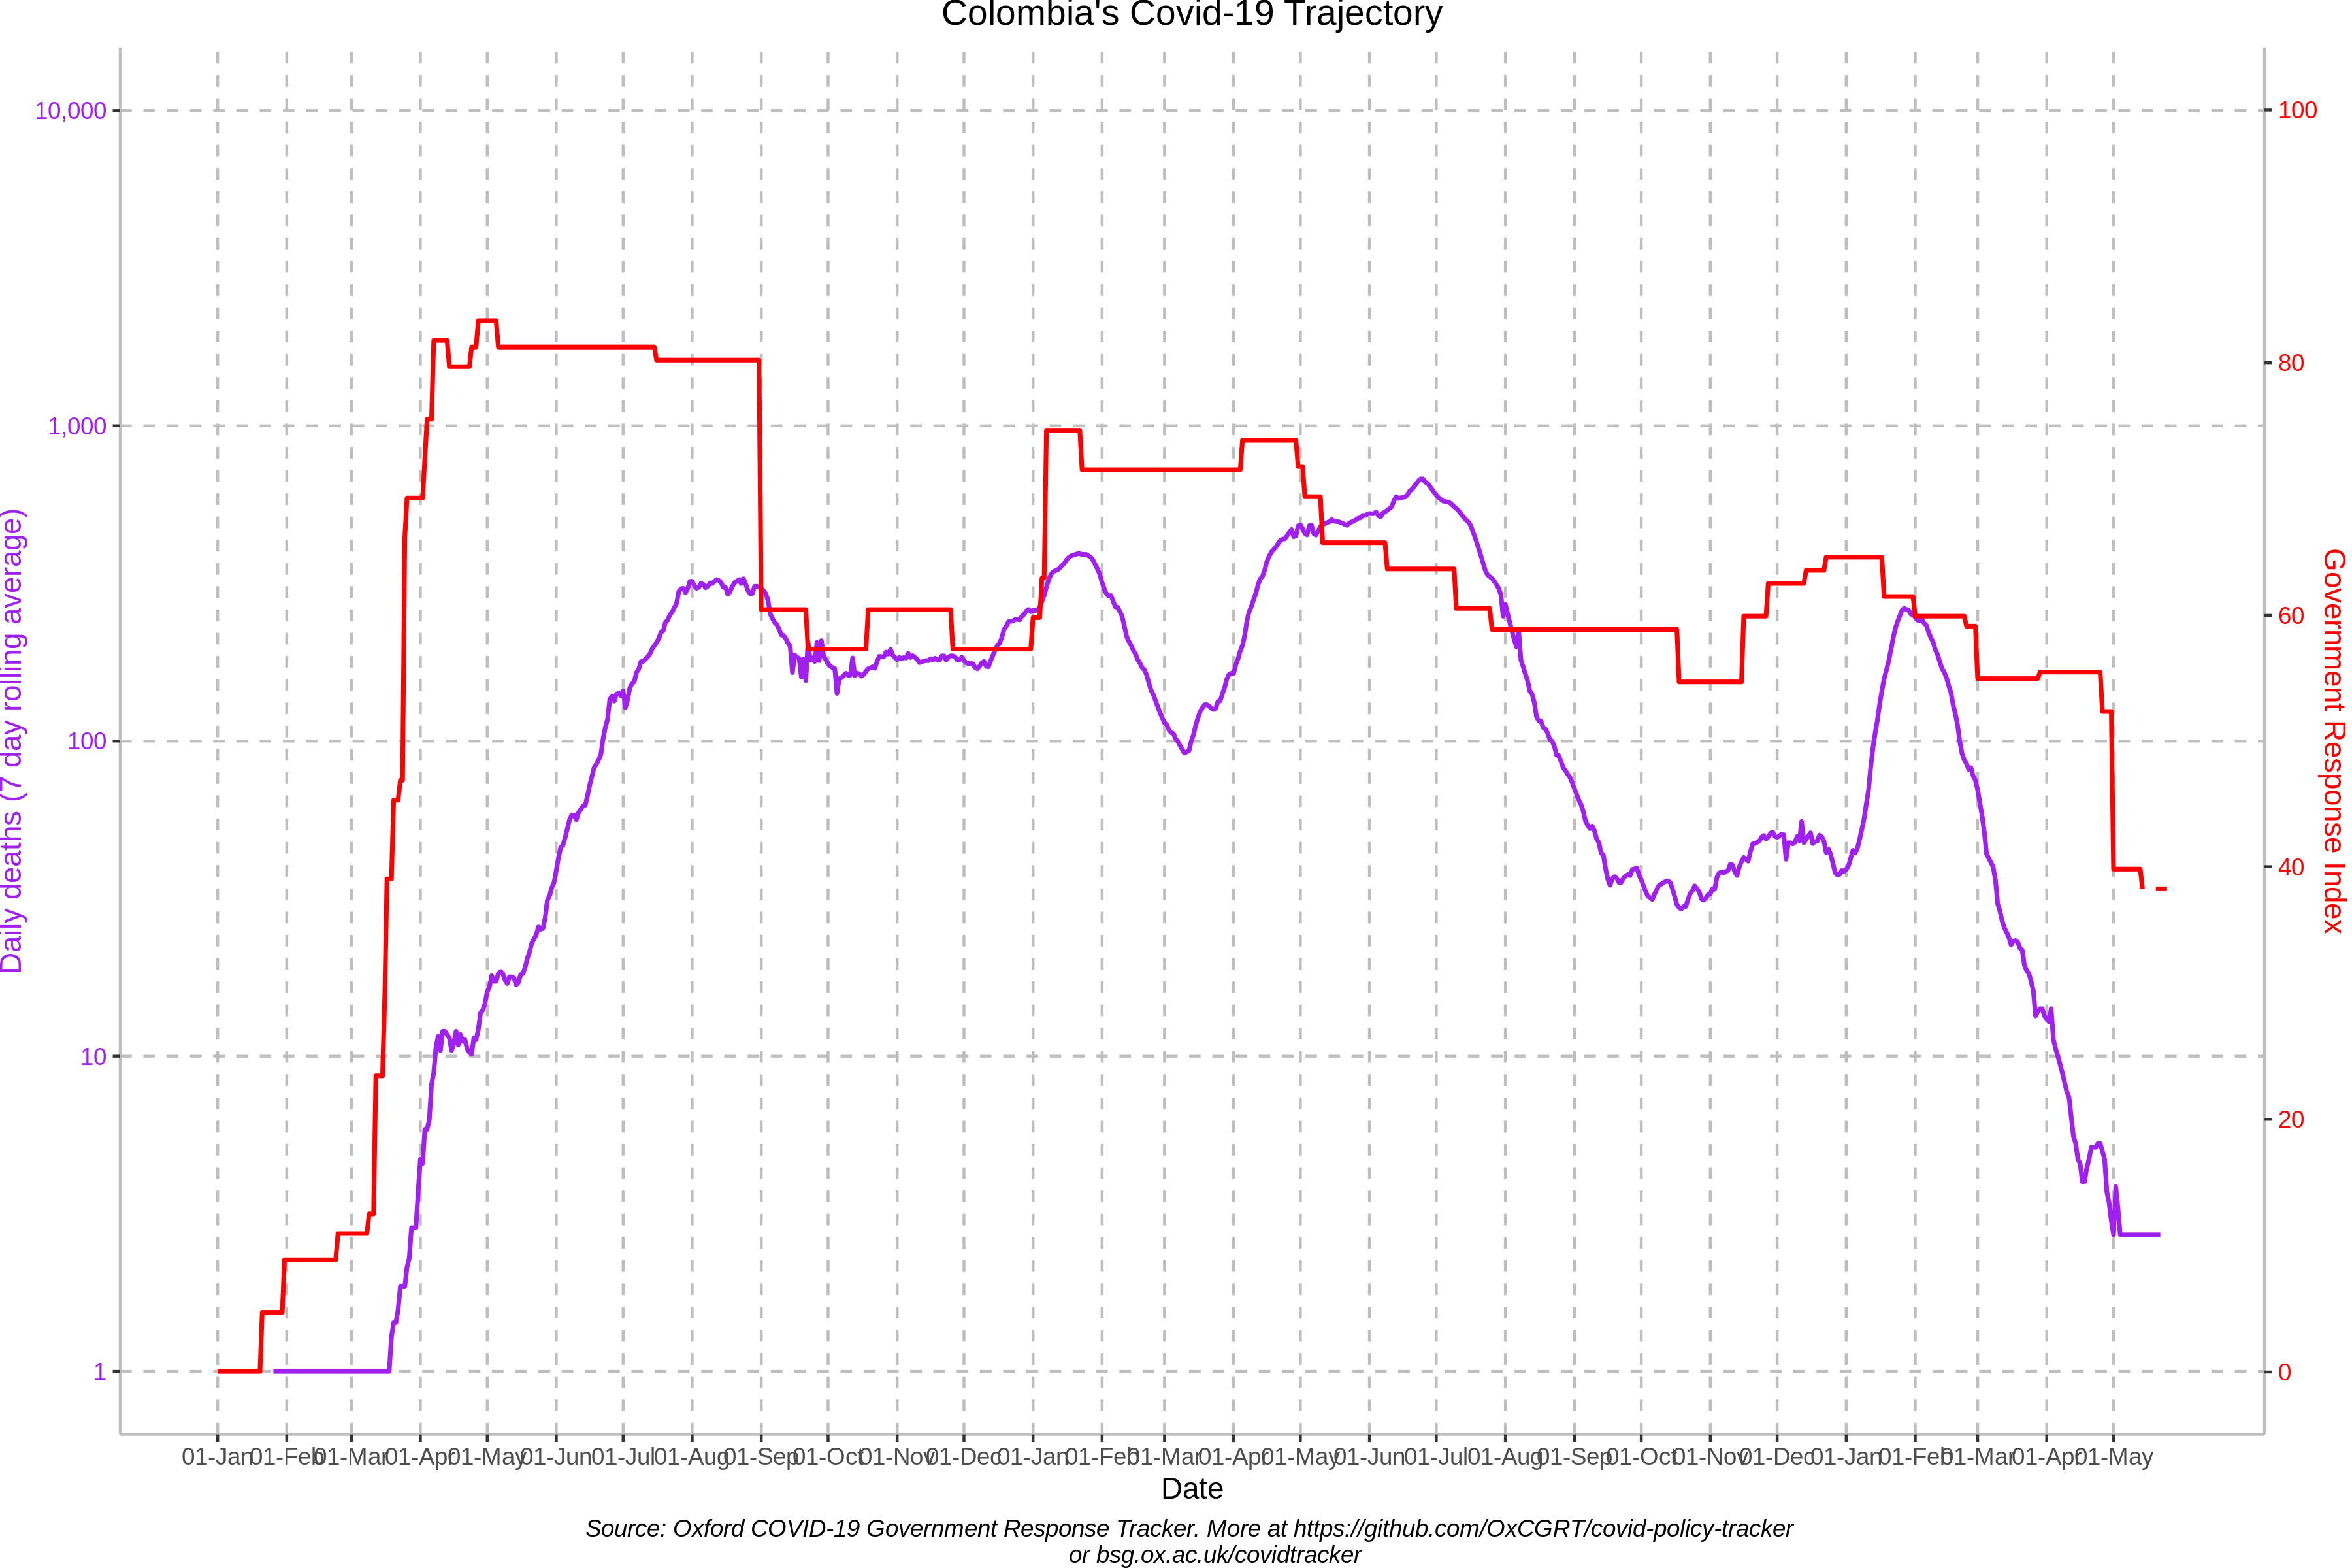 Colombia's Covid-19 Trajectory
10,000
1,000
100
10
1
Daily deaths (7 day rolling average)
100
80
60
40
20
0
Government Response Index
01-Jan 01-Feb 01-Mar 01-Apr 01-May 01-Jun 01-Jul 01-Aug 01-Sep 01-Oct 01-Nov 01-Dec 01-Jan 01-Feb 01-Mar 01-Apr 01-May 01-Jun 01-Jul 01-Aug 01-Sep 01-Oct 01-Nov 01-Dec 01-Jan 01-Feb 01-Mar 01-Apr 01-May
Date
Source: Oxford COVID-19 Government Response Tracker. More at https://github.com/OxCGRT/covid-policy-tracker
or bsg.ox.ac.uk/covidtracker